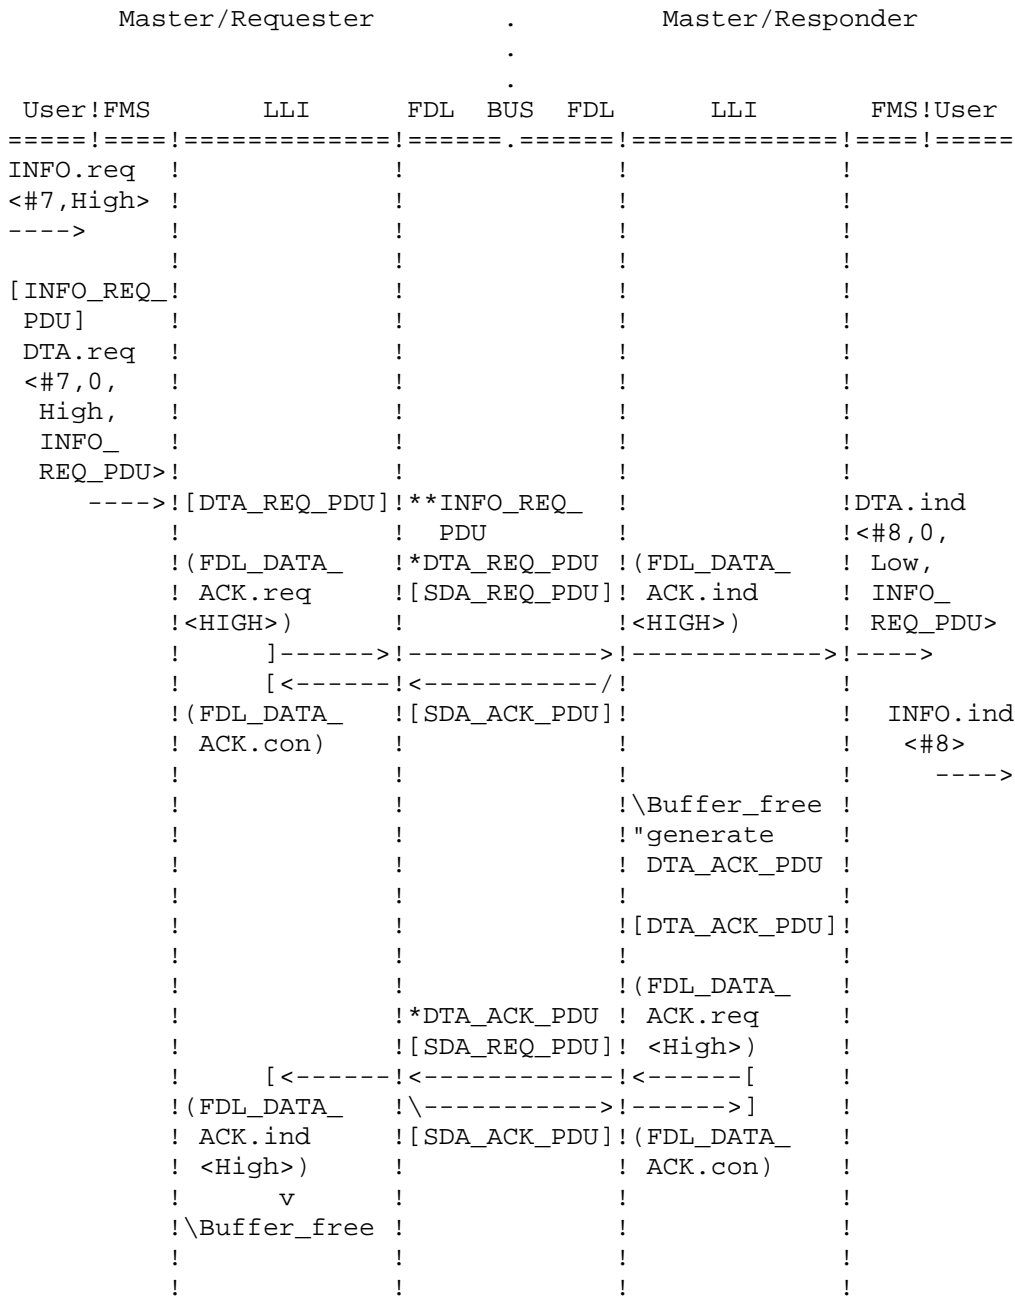 Master/Requester        .         Master/Responder
                               .
                               .
 User!FMS       LLI      FDL  BUS  FDL      LLI       FMS!User
=====!====!=============!======.======!=============!====!=====
INFO.req  !             !             !             !
<#7,High> !             !             !             !
---->     !             !             !             !
          !             !             !             !
[INFO_REQ_!             !             !             !
 PDU]     !             !             !             !
 DTA.req  !             !             !             !
 <#7,0,   !             !             !             !
  High,   !             !             !             !
  INFO_   !             !             !             !
  REQ_PDU>!             !             !             !
     ---->![DTA_REQ_PDU]!**INFO_REQ_  !             !DTA.ind
          !             !  PDU        !             !<#8,0,
          !(FDL_DATA_   !*DTA_REQ_PDU !(FDL_DATA_   ! Low,
          ! ACK.req     ![SDA_REQ_PDU]! ACK.ind     ! INFO_
          !<HIGH>)      !             !<HIGH>)      ! REQ_PDU>
          !     ]------>!------------>!------------>!---->
          !     [<------!<-----------/!             !
          !(FDL_DATA_   ![SDA_ACK_PDU]!             !  INFO.ind
          ! ACK.con)    !             !             !   <#8>
          !             !             !             !     ---->
          !             !             !\Buffer_free !
          !             !             !"generate    !
          !             !             ! DTA_ACK_PDU !
          !             !             !             !
          !             !             ![DTA_ACK_PDU]!
          !             !             !             !
          !             !             !(FDL_DATA_   !
          !             !*DTA_ACK_PDU ! ACK.req     !
          !             ![SDA_REQ_PDU]! <High>)     !
          !     [<------!<------------!<------[     !
          !(FDL_DATA_   !\----------->!------>]     !
          ! ACK.ind     ![SDA_ACK_PDU]!(FDL_DATA_   !
          ! <High>)     !             ! ACK.con)    !
          !      v      !             !             !
          !\Buffer_free !             !             !
          !             !             !             !
          !             !             !             !